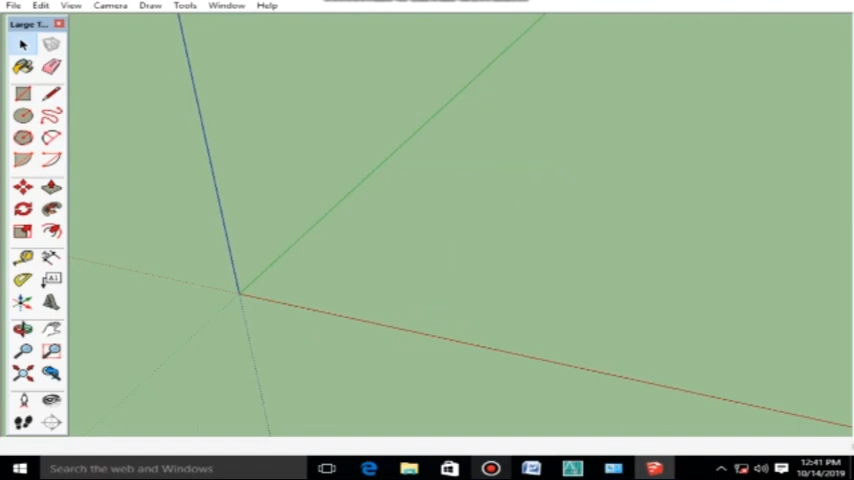 File Edit View Camera Draw Tools Window Help
Large T...
A1
Search the web and Windows
12:41 PM
10/14/2019